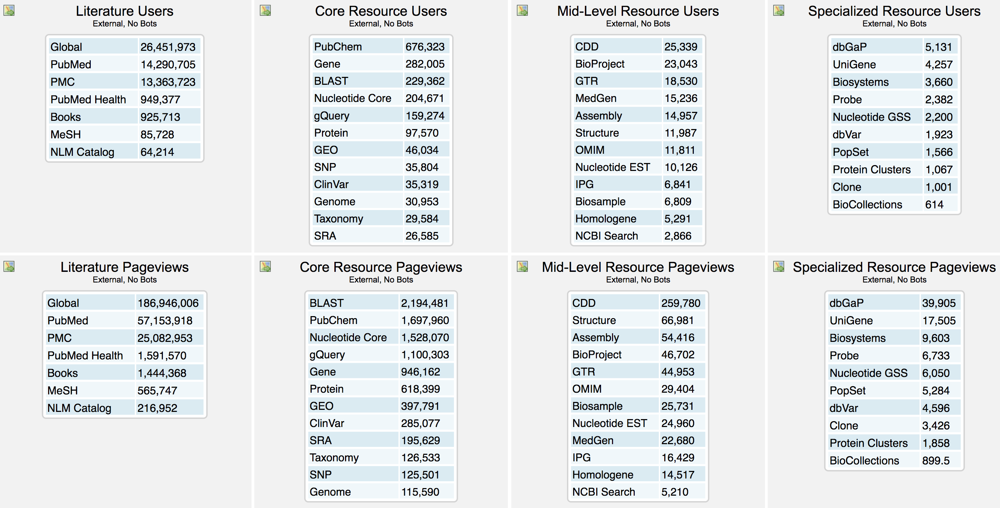 Literature Users
External, No Bots
Global 26,451,973
PubMed 14,290,705
PMC 13,363,723
PubMed Health 949,377
Books 925,713
MeSH 85,728
NLM Catalog 64,214
Core Resource Users
External, No Bots
PubChem 676,323
Gene 282,005
BLAST 229,362
Nucleotide Core 204,671
gQuery 159,274
Protein 97,570
GEO 46,034
SNP 35,804
ClinVar 35,319
Genome 30,953
Taxonomy 29,584
SRA 26,585
Mid-Level Resource Users
External, No Bots
CDD 25,339
BioProject 23,043
GTR 18,530
MedGen 15,236
Assembly 14,957
Structure 11,987
OMIM 11,811
Nucleotide EST 10,126
IPG 6,841
Biosample 6,809
Homologene 5,291
NCBI Search 2,866
Specialized Resource Users
External, No Bots
dbGaP 5,131
UniGene 4,257
Biosystems 3,660
Probe 2,382
Nucleotide GSS 2,200
dbVar 1,923
PopSet 1,566
Protein Clusters 1,067
Clone 1,001
BioCollections 614
Literature Pageviews
External, No Bots
Global 186,946,006
PubMed 57,153,918
PMC 25,082,953
PubMed Health 1,591,570
Books 1,444,368
MeSH 565,747
NLM Catalog 216,952
Core Resource Pageviews
External, No Bots
BLAST 2,194,481
PubChem 1,697,960
Nucleotide Core 1,528,070
gQuery 1,100,303
Gene 946,162
Protein 618,399
GEO 397,791
ClinVar 285,077
SRA 195,629
Taxonomy 126,533
SNP 125,501
Genome 115,590
Mid-Level Resource Pageviews
External, No Bots
CDD 259,780
Structure 66,981
Assembly 54,416
BioProject 46,702
GTR 44,953
OMIM 29,404
Biosample 25,731
Nucleotide EST 24,960
MedGen 22,680
IPG 16,429
Homologene 14,517
NCBI Search 5,210
Specialized Resource Pageviews
External, No Bots
dbGaP 39,905
UniGene 17,505
Biosystems 9,603
Probe 6,733
Nucleotide GSS 6,050
PopSet 5,284
dbVar 4,596
Clone 3,426
Protein Clusters 1,858
BioCollections 899.5